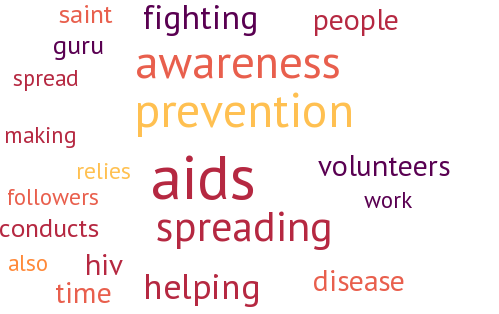 saint
fighting
people
guru
awareness
spread
prevention
making
aids
volunteers
relies
followers
work
conducts
spreading
also
hiv
disease
time
helping